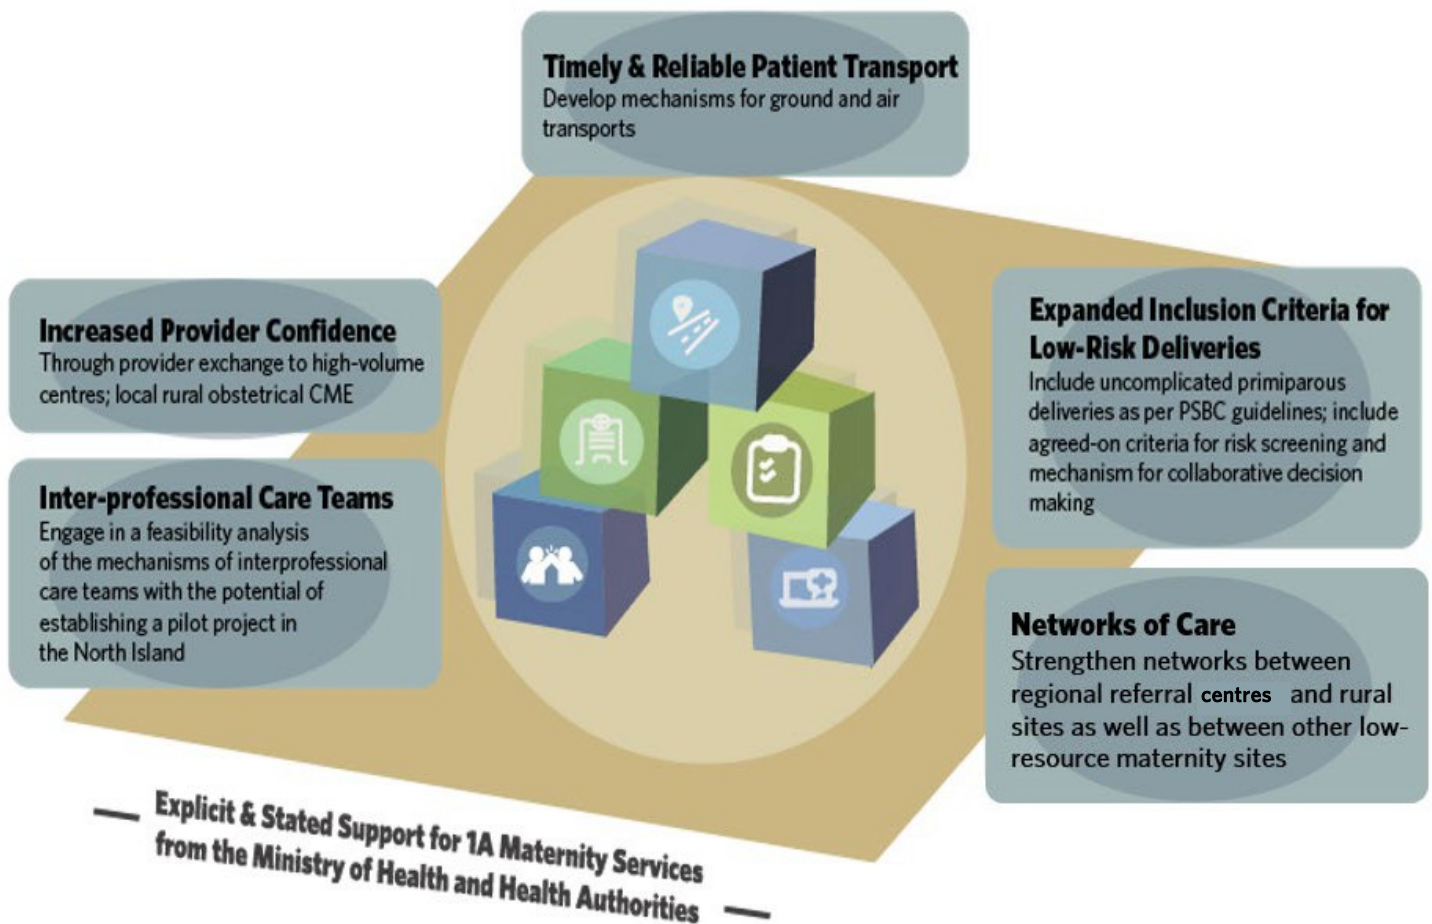 Timely & Reliable Patient Transport
Develop mechanisms for ground and air
transports
Increased Provider Confidence
Through provider exchange to high-volume
centres; local rural obstetrical CME
Inter-professional Care Teams
Engage in a feasibility analysis
of the mechanisms of interprofessional
care teams with the potential of
establishing a pilot project in
the North Island
Expanded Inclusion Criteria for
Low-Risk Deliveries
Include uncomplicated primiparous
deliveries as per PSBC guidelines; include
agreed-on criteria for risk screening and
mechanism for collaborative decision
making
Networks of Care
Strengthen networks between
regional referral centres and rural
sites as well as between other low-
resource maternity sites
Explicit & Stated Support for 1A Maternity Services
from the Ministry of Health and Health Authorities